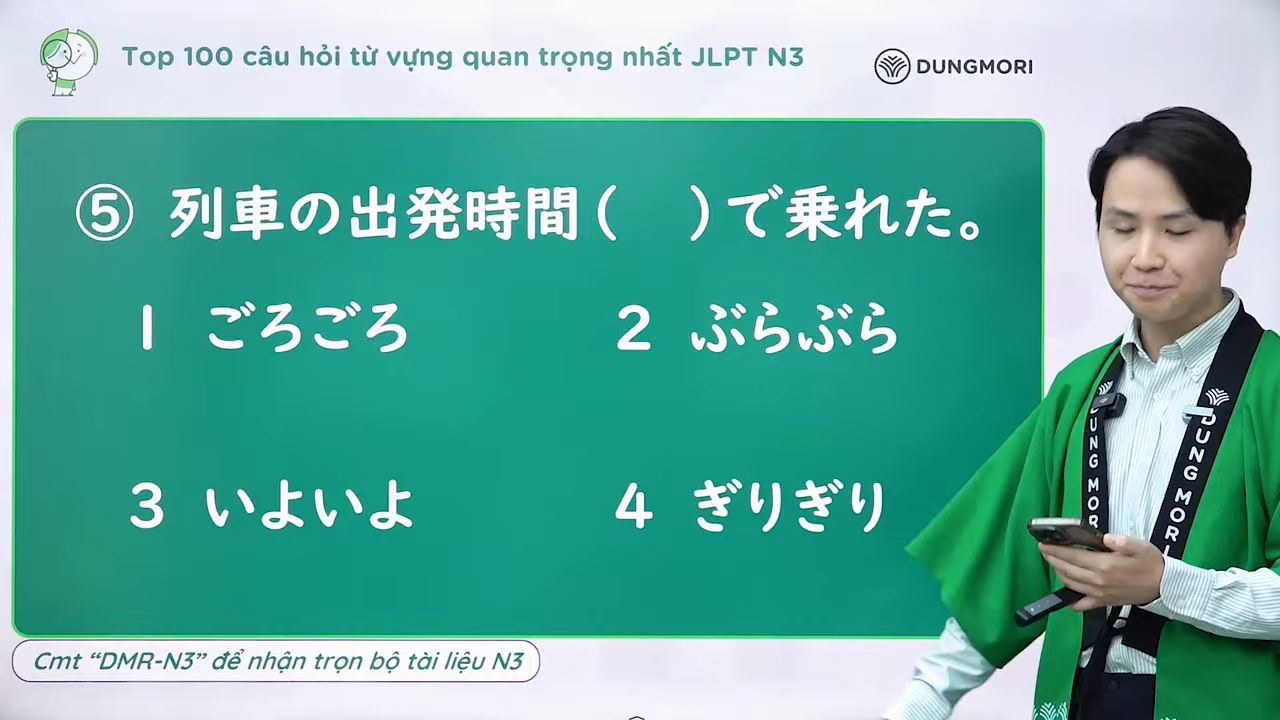 Top 100 câu hỏi từ vựng quan trọng nhất JLPT N3
DUNGMORI
⑤ 列車の出発時間（　）で乗れた。
1 ごろごろ
2 ぶらぶら
3 いよいよ
4 ぎりぎり
DUNG MOR
DUNG MORI
Cmt “DMR-N3” để nhận trọn bộ tài liệu N3